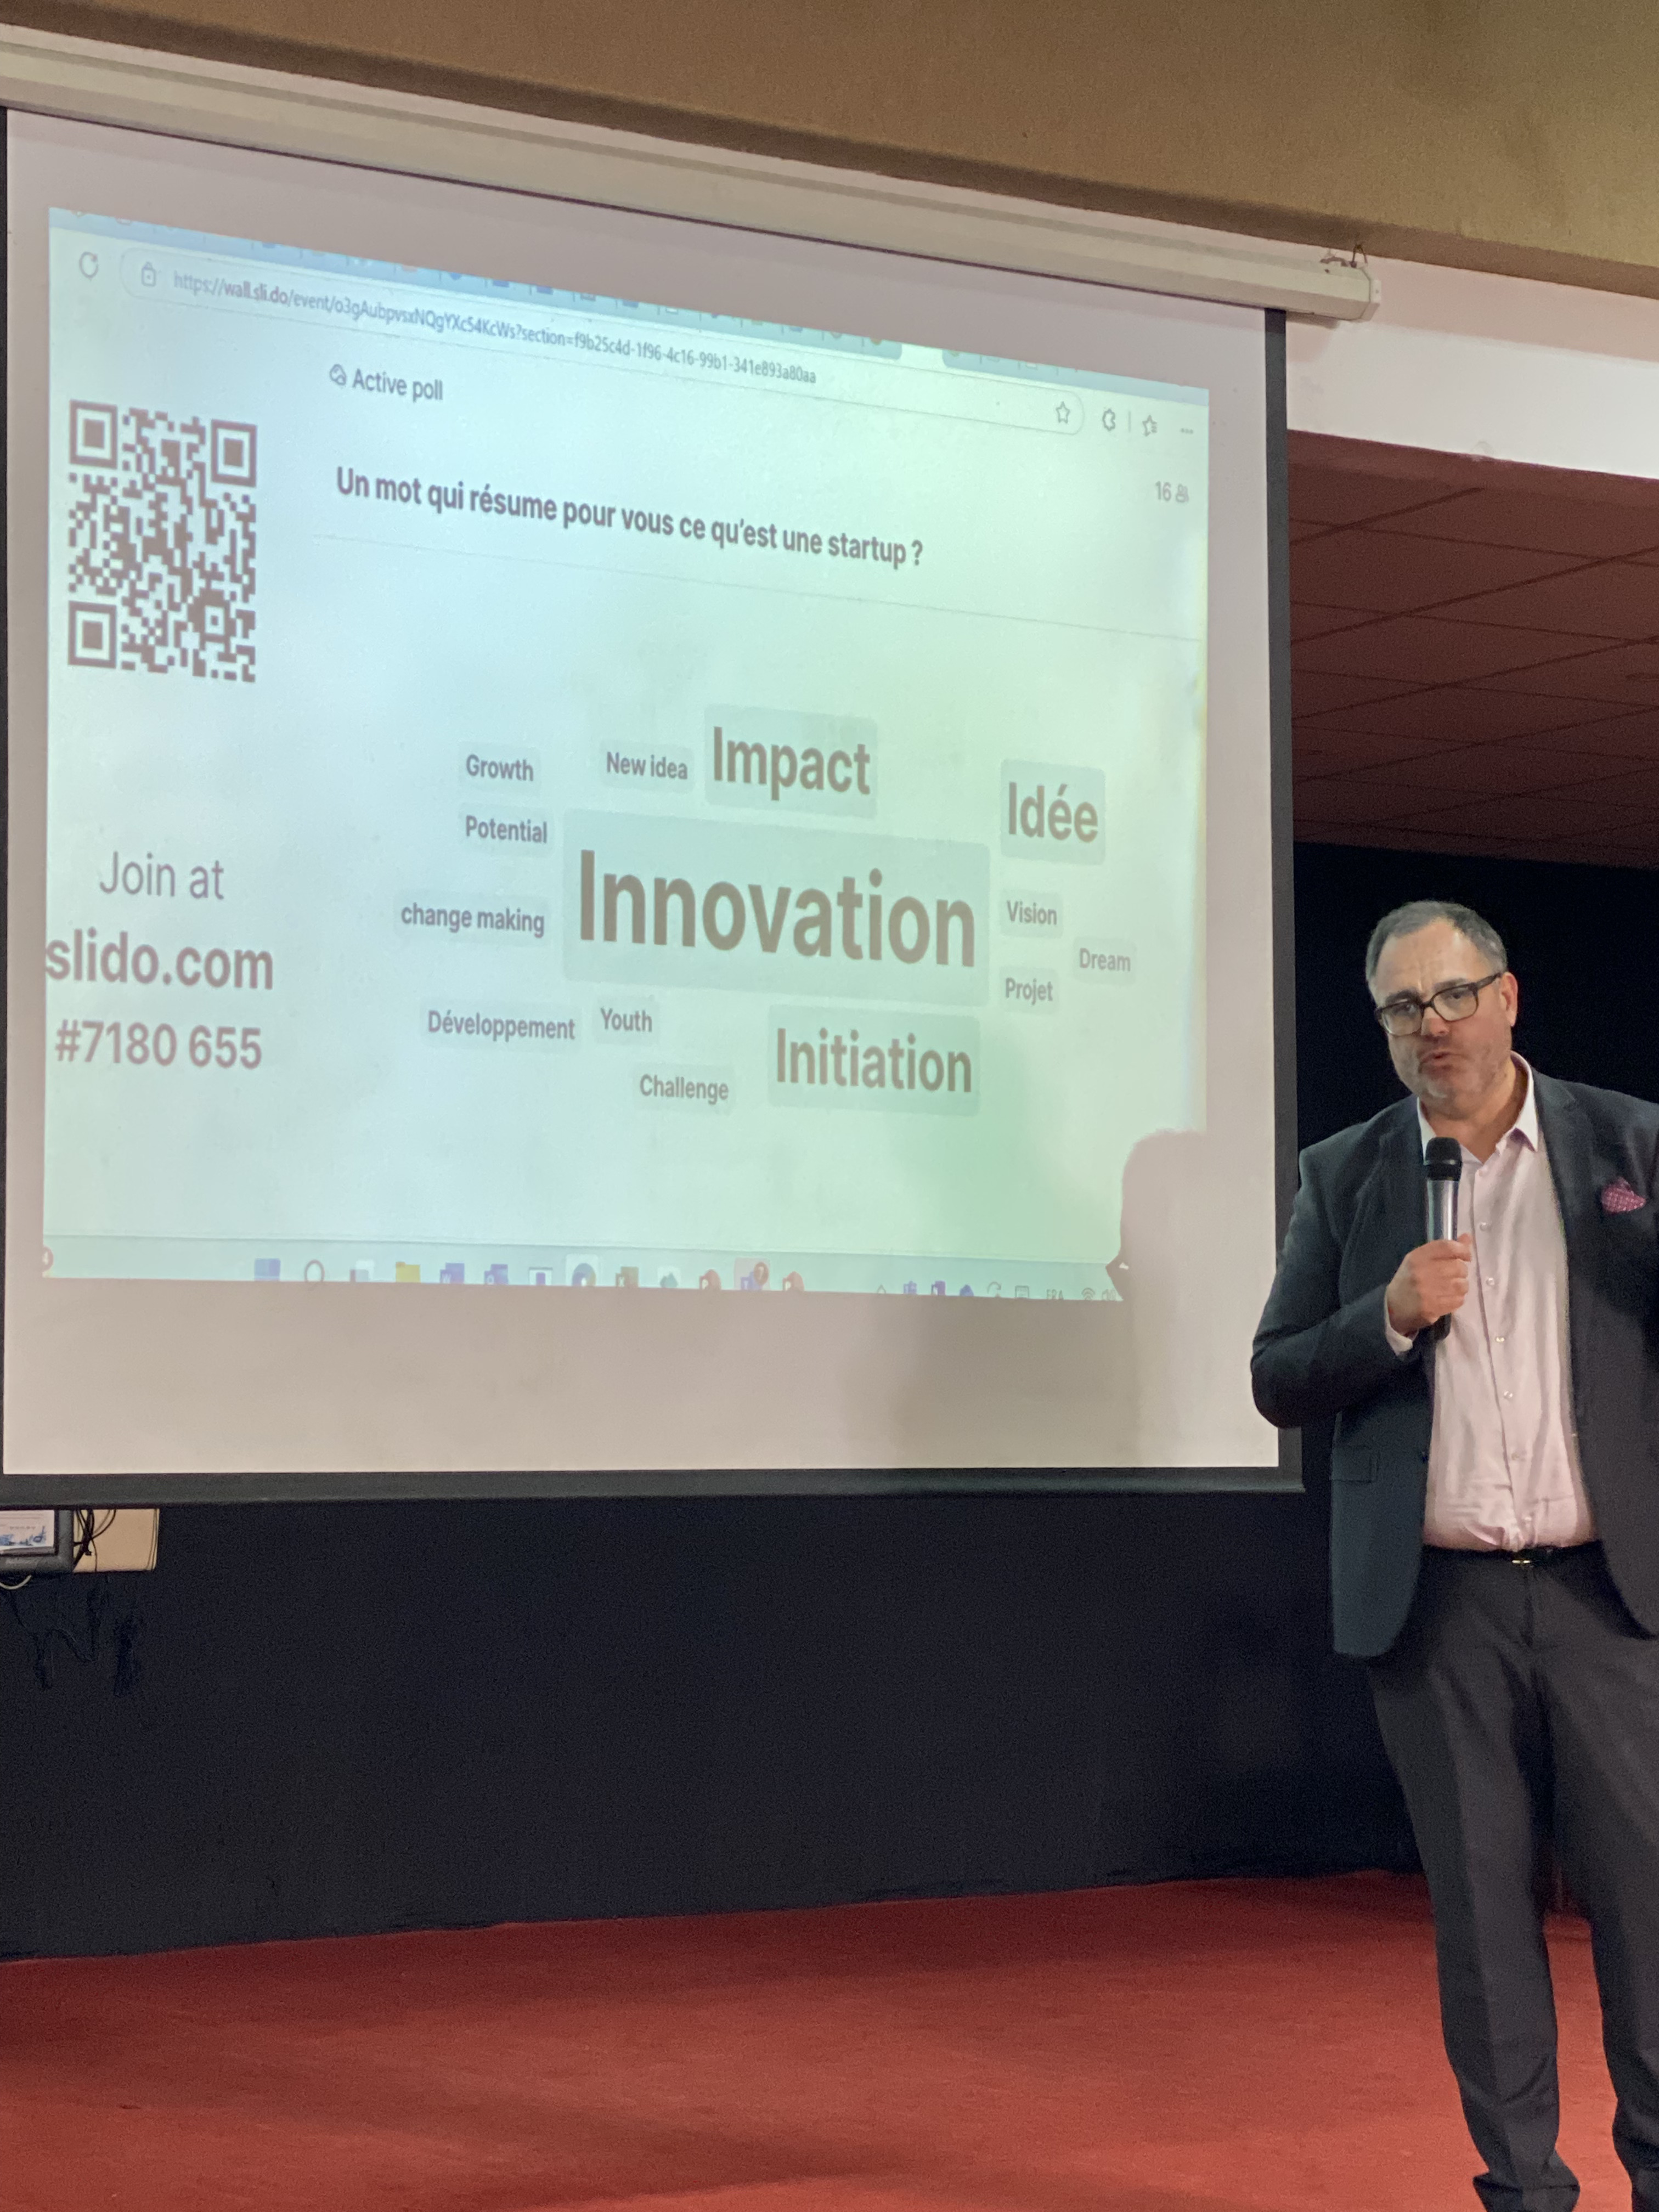 https://wall.sli.do/event/o3gAubpvsxNQgYXc54KcWs?section=f9b25c4d-1f96-4c16-99b1-341e893a80aa
Active poll
Un mot qui résume pour vous ce qu'est une startup ?
16
Growth
New idea
Impact
Idée
Potential
Innovation
change making
Vision
Dream
Projet
Développement
Youth
Initiation
Challenge
Join at
slido.com
#7180 655
FRA